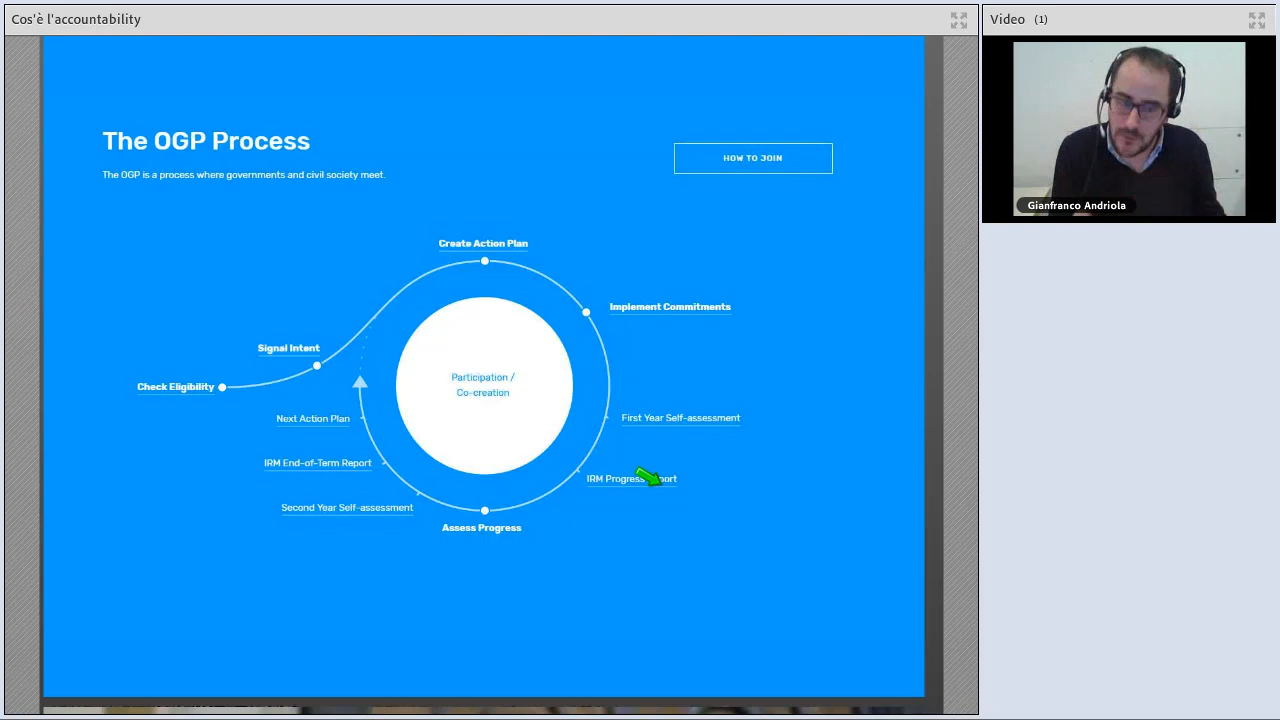 Cos'è l'accountability
Video (1)
The OGP Process
The OGP is a process where governments and civil society meet.
HOW TO JOIN
Create Action Plan
Implement Commitments
Signal Intent
Check Eligibility
Participation /
Co-creation
Next Action Plan
First Year Self-assessment
IRM End-of-Term Report
IRM Progress
Second Year Self-assessment
Assess Progress
Gianfranco Andriola